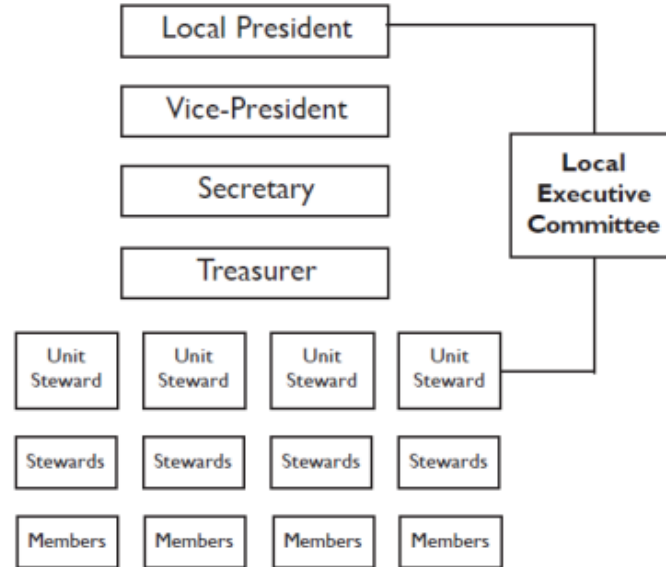 Local President
Vice-President
Local
Executive
Committee
Secretary
Treasurer
Unit
Steward
Unit
Steward
Unit
Steward
Unit
Steward
Stewards
Stewards
Stewards
Stewards
Members
Members
Members
Members